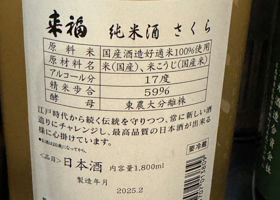 来福 純米酒 さくら
原料米 国産酒造好適米100%使用
原材料名 米(国産)、米こうじ(国産米)
アルコール分 17度
精米歩合 59%
酵母 東農大分離株
江戸時代から続く伝統を守りつつ、常に新しい酒
造りにチャレンジし、最高品質の日本酒が出来る
様に心掛けています。
〈品目〉日本酒 内容量1,800ml
製造年月
2025.2
要冷蔵